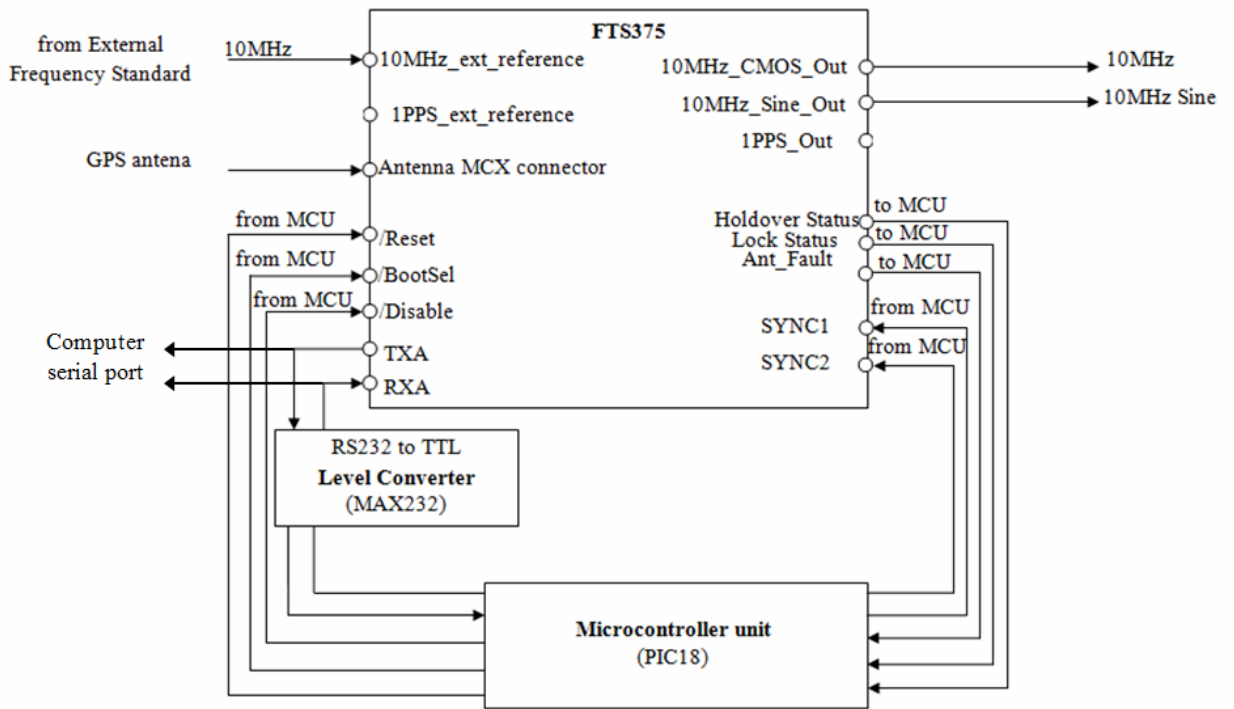 FTS375
from External
Frequency Standard
10MHz
10MHz_ext_reference
1PPS_ext_reference
GPS antena
Antenna MCX connector
from MCU
/Reset
from MCU
/BootSel
from MCU
/Disable
Computer
serial port
TXA
RXA
10MHz_CMOS_Out
10MHz
10MHz_Sine_Out
10MHz Sine
1PPS_Out
Holdover Status
to MCU
Lock Status
to MCU
Ant_Fault
to MCU
from MCU
SYNC1
from MCU
SYNC2
RS232 to TTL
Level Converter
(MAX232)
Microcontroller unit
(PIC18)